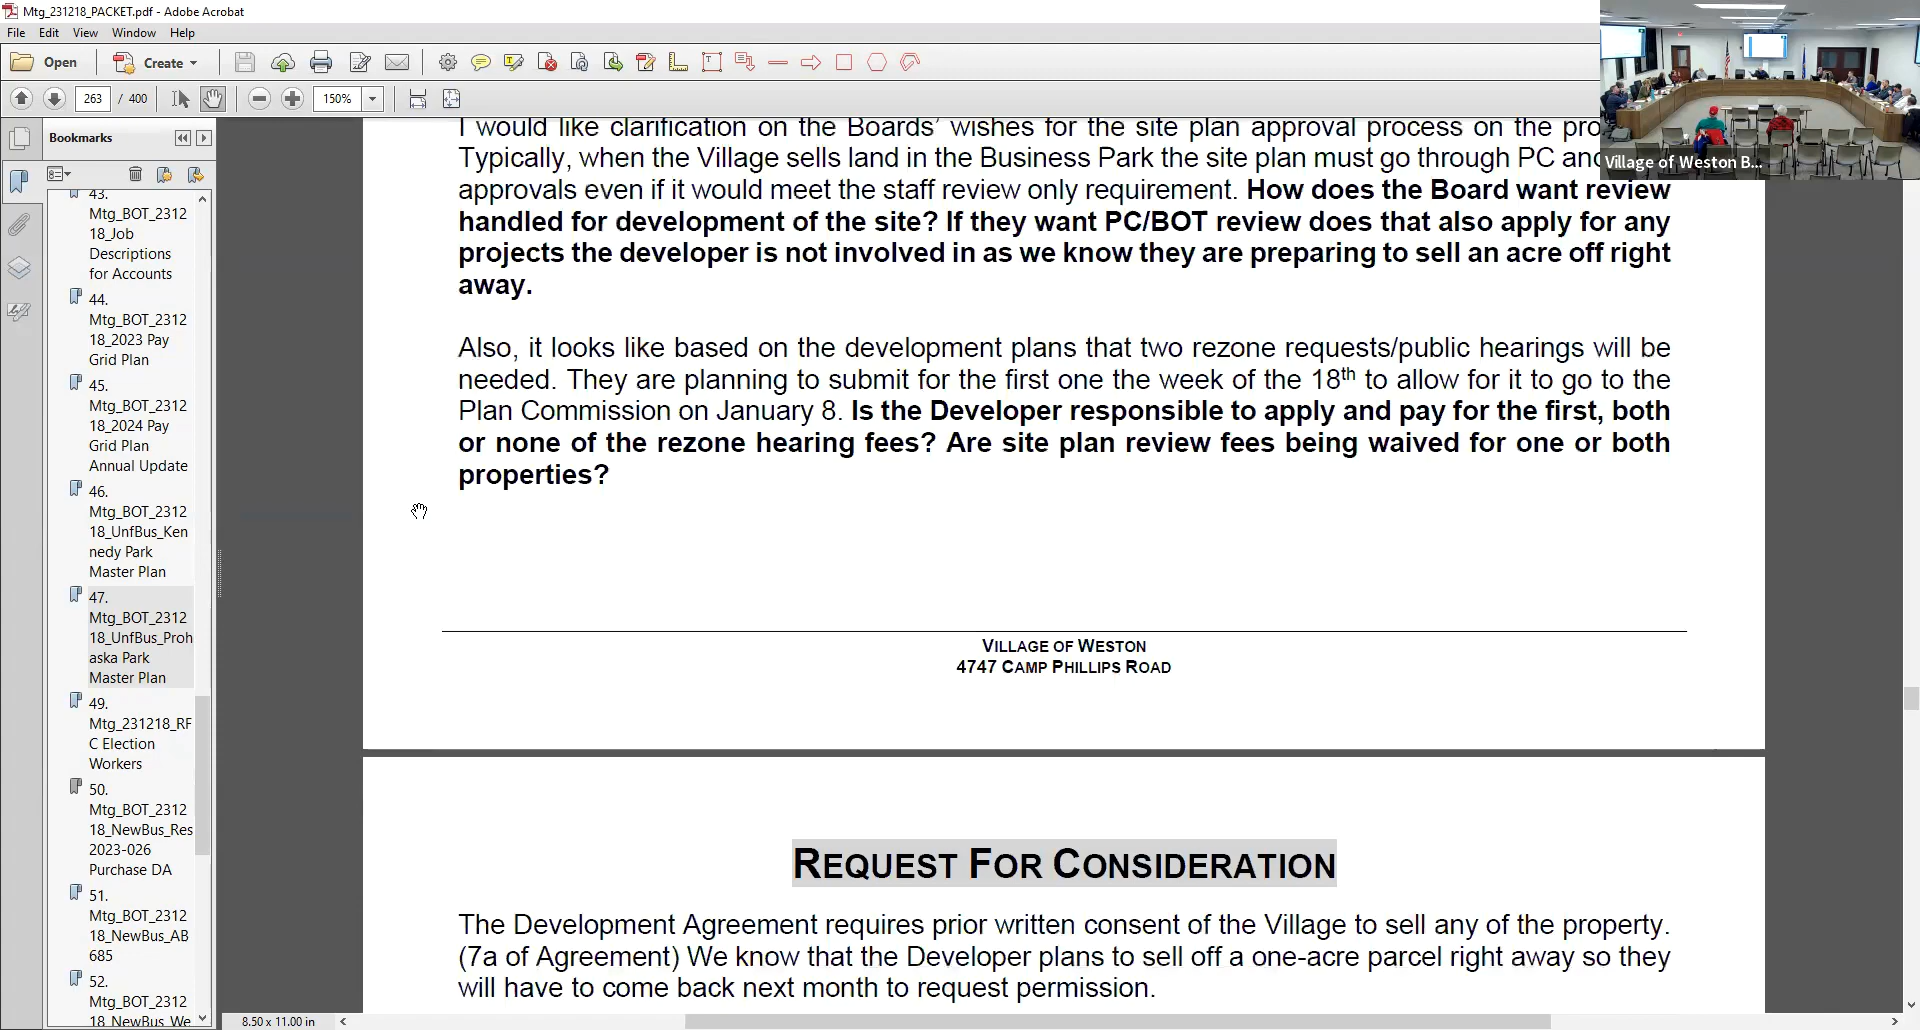 Mtg_231218_PACKET.pdf - Adobe Acrobat
File Edit View Window Help
Open Create
263 / 400 150%
Bookmarks
43.
Mtg_BOT_2312
18_Job
Descriptions
for Accounts
44.
Mtg_BOT_2312
18_2023 Pay
Grid Plan
45.
Mtg_BOT_2312
18_2024 Pay
Grid Plan
Annual Update
46.
Mtg_BOT_2312
18_UnfBus_Ken
nedy Park
Master Plan
47.
Mtg_BOT_2312
18_UnfBus_Proh
aska Park
Master Plan
49.
Mtg_231218_RF
C Election
Workers
50.
Mtg_BOT_2312
18_NewBus_Res
2023-026
Purchase DA
51.
Mtg_BOT_2312
18_NewBus_AB
685
52.
Mtg_BOT_2312
18_NewBus_We
I would like clarification on the Boards' wishes for the site plan approval process on the pro
Typically, when the Village sells land in the Business Park the site plan must go through PC and
approvals even if it would meet the staff review only requirement. How does the Board want review
handled for development of the site? If they want PC/BOT review does that also apply for any
projects the developer is not involved in as we know they are preparing to sell an acre off right
away.
Also, it looks like based on the development plans that two rezone requests/public hearings will be
needed. They are planning to submit for the first one the week of the 18th to allow for it to go to the
Plan Commission on January 8. Is the Developer responsible to apply and pay for the first, both
or none of the rezone hearing fees? Are site plan review fees being waived for one or both
properties?
VILLAGE OF WESTON
4747 CAMP PHILLIPS ROAD
REQUEST FOR CONSIDERATION
The Development Agreement requires prior written consent of the Village to sell any of the property.
(7a of Agreement) We know that the Developer plans to sell off a one-acre parcel right away so they
will have to come back next month to request permission.
8.50 x 11.00 in
Village of Weston B...